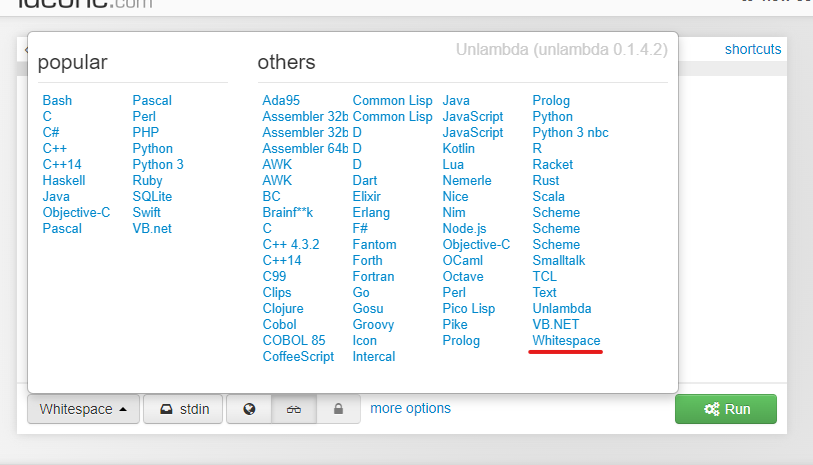 ideone.com
popular
others
Unlambda (unlambda 0.1.4.2)
shortcuts
Bash Pascal Ada95 Common Lisp Java Prolog
C Perl Assembler 32b Common Lisp JavaScript Python
C# PHP Assembler 32b D JavaScript Python 3 nbc
C++ Python Assembler 64b D Kotlin R
C++14 Python 3 AWK D Lua Racket
Haskell Ruby AWK Dart Nemerle Rust
Java SQLite BC Elixir Nice Scala
Objective-C Swift Brainf**k Erlang Nim Scheme
Pascal VB.net C F# Node.js Scheme
C++ 4.3.2 Fantom Objective-C Scheme
C++14 Forth OCaml Smalltalk
C99 Fortran Octave TCL
Clips Go Perl Text
Clojure Gosu Pico Lisp Unlambda
Cobol Groovy Pike VB.NET
COBOL 85 Icon Prolog Whitespace
CoffeeScript Intercal
Whitespace stdin more options Run